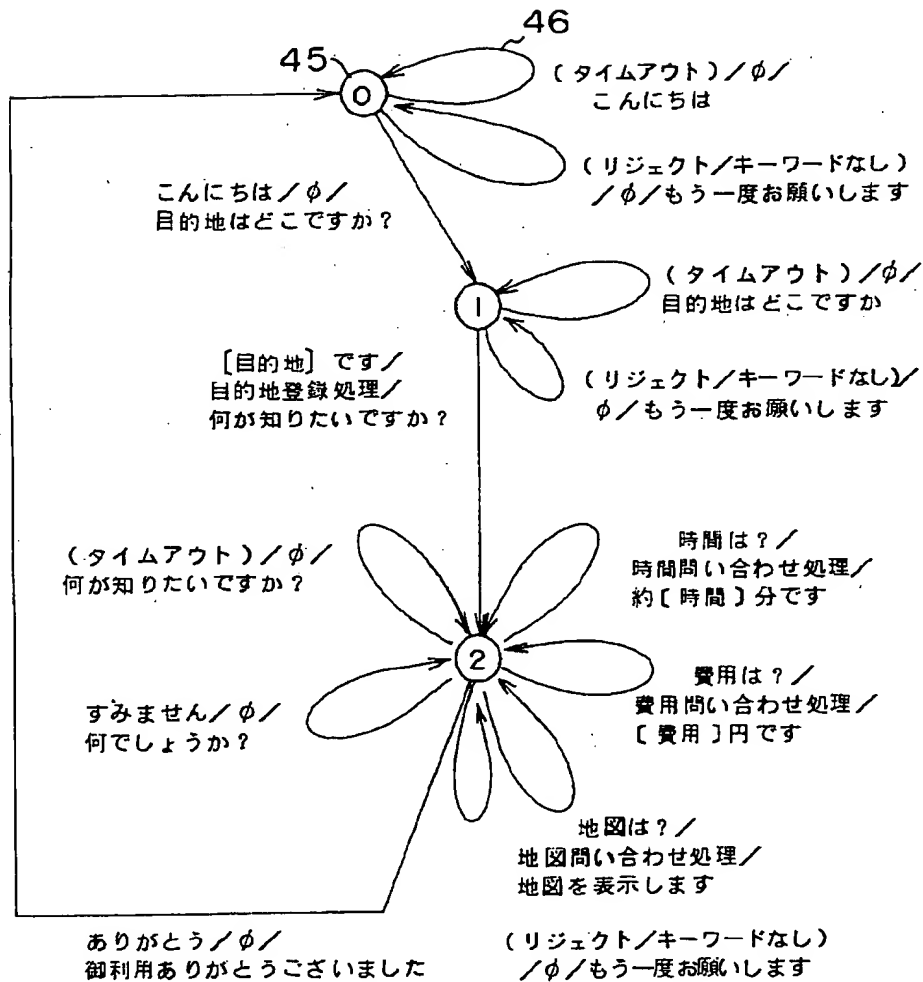 46
45
0
(タイムアウト)/φ/
こんにちは
(リジェクト/キーワードなし)
/φ/もう一度お願いします
こんにちは/φ/
目的地はどこですか?
1
(タイムアウト)/φ/
目的地はどこですか
(リジェクト/キーワードなし)/
φ/もう一度お願いします
[目的地]です/
目的地登録処理/
何が知りたいですか?
(タイムアウト)/φ/
何が知りたいですか?
時間は?/
時間問い合わせ処理/
約[時間]分です
2
すみません/φ/
何でしょうか?
費用は?/
費用問い合わせ処理/
[費用]円です
地図は?/
地図問い合わせ処理/
地図を表示します
ありがとう/φ/
御利用ありがとうございました
(リジェクト/キーワードなし)
/φ/もう一度お願いします